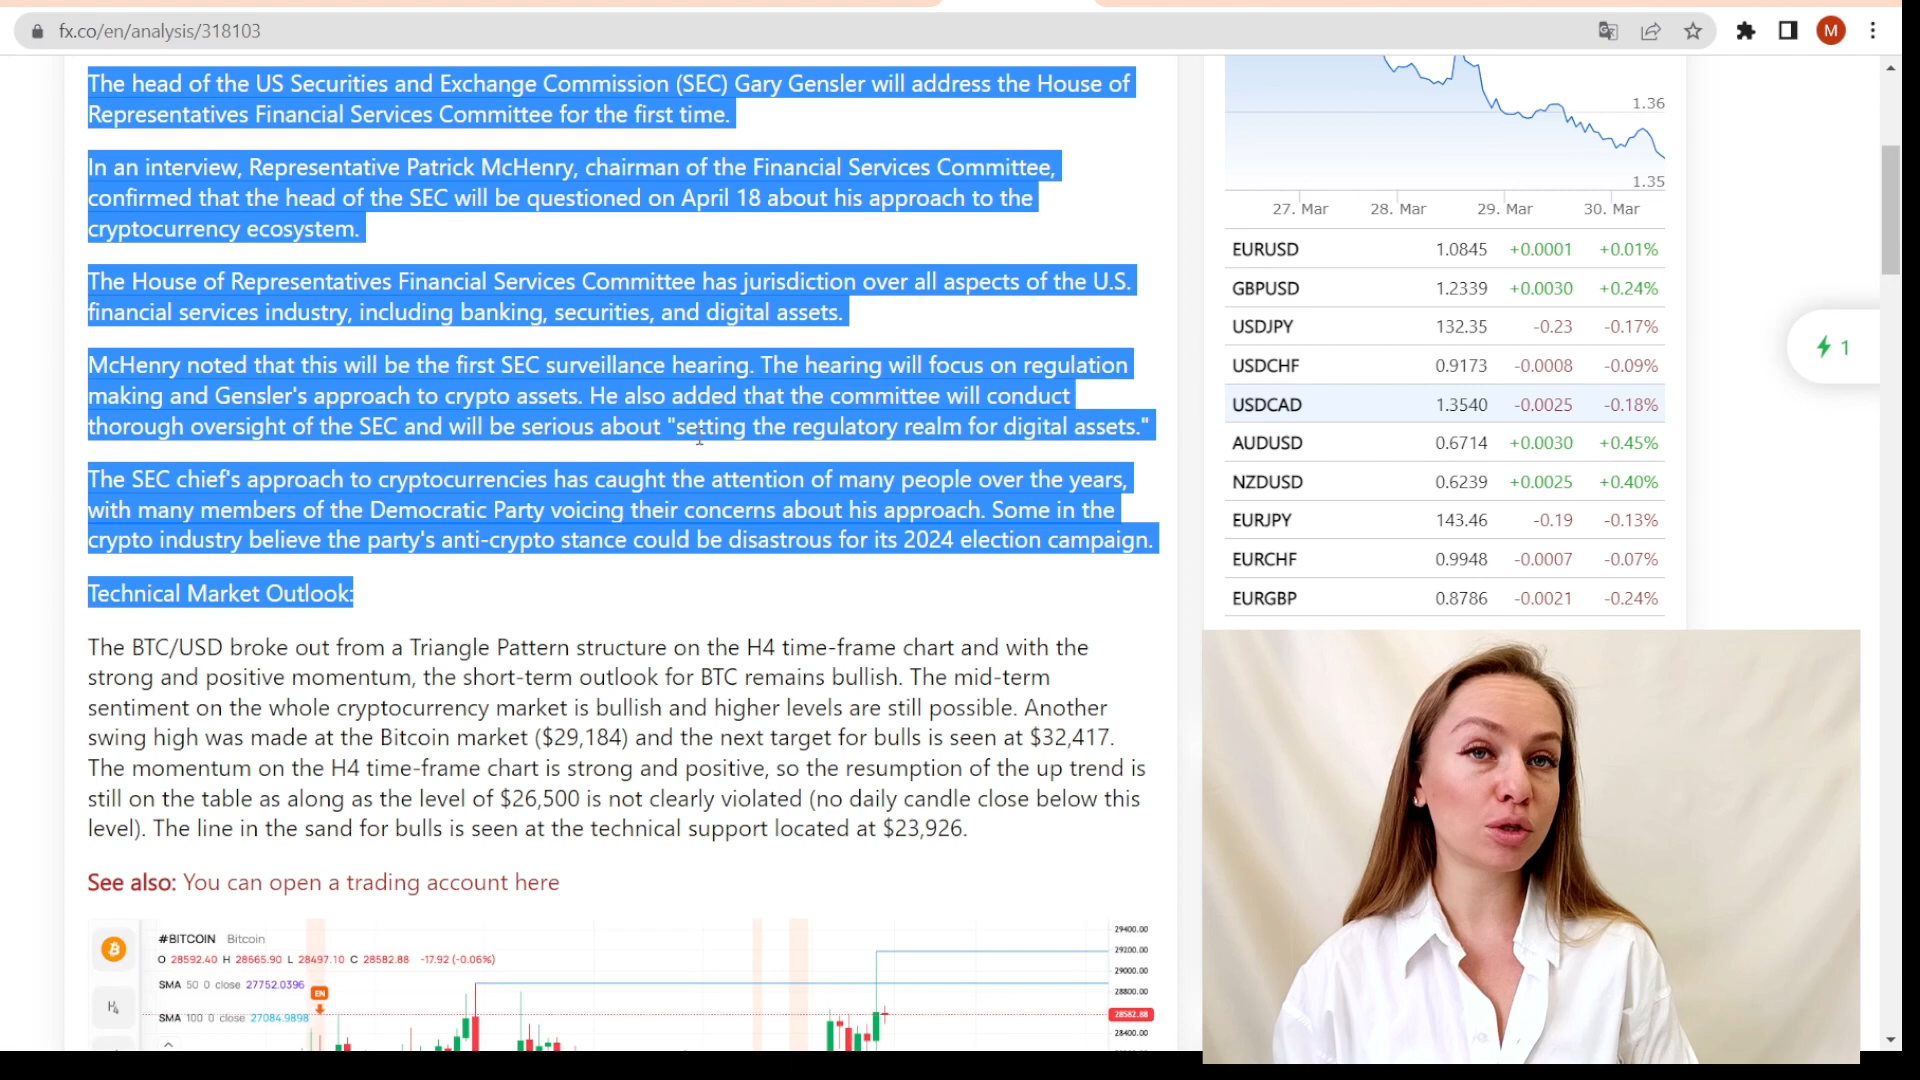 fx.co/en/analysis/318103
M
The head of the US Securities and Exchange Commission (SEC) Gary Gensler will address the House of
Representatives Financial Services Committee for the first time.
In an interview, Representative Patrick McHenry, chairman of the Financial Services Committee,
confirmed that the head of the SEC will be questioned on April 18 about his approach to the
cryptocurrency ecosystem.
The House of Representatives Financial Services Committee has jurisdiction over all aspects of the U.S.
financial services industry, including banking, securities, and digital assets.
McHenry noted that this will be the first SEC surveillance hearing. The hearing will focus on regulation
making and Gensler's approach to crypto assets. He also added that the committee will conduct
thorough oversight of the SEC and will be serious about "setting the regulatory realm for digital assets."
The SEC chief's approach to cryptocurrencies has caught the attention of many people over the years,
with many members of the Democratic Party voicing their concerns about his approach. Some in the
crypto industry believe the party's anti-crypto stance could be disastrous for its 2024 election campaign.
Technical Market Outlook:
The BTC/USD broke out from a Triangle Pattern structure on the H4 time-frame chart and with the
strong and positive momentum, the short-term outlook for BTC remains bullish. The mid-term
sentiment on the whole cryptocurrency market is bullish and higher levels are still possible. Another
swing high was made at the Bitcoin market ($29,184) and the next target for bulls is seen at $32,417.
The momentum on the H4 time-frame chart is strong and positive, so the resumption of the up trend is
still on the table as along as the level of $26,500 is not clearly violated (no daily candle close below this
level). The line in the sand for bulls is seen at the technical support located at $23,926.
See also: You can open a trading account here
#BITCOIN Bitcoin
O 28592.40 H 28665.90 L 28497.10 C 28582.88 -17.92 (-0.06%)
SMA 50 0 close 27752.0396
EN
H4
SMA 100 0 close 27084.9898
29400.00
29200.00
29000.00
28800.00
28582.88
28400.00
1.36
1.35
27. Mar 28. Mar 29. Mar 30. Mar
EURUSD 1.0845 +0.0001 +0.01%
GBPUSD 1.2339 +0.0030 +0.24%
USDJPY 132.35 -0.23 -0.17%
USDCHF 0.9173 -0.0008 -0.09%
USDCAD 1.3540 -0.0025 -0.18%
AUDUSD 0.6714 +0.0030 +0.45%
NZDUSD 0.6239 +0.0025 +0.40%
EURJPY 143.46 -0.19 -0.13%
EURCHF 0.9948 -0.0007 -0.07%
EURGBP 0.8786 -0.0021 -0.24%
1